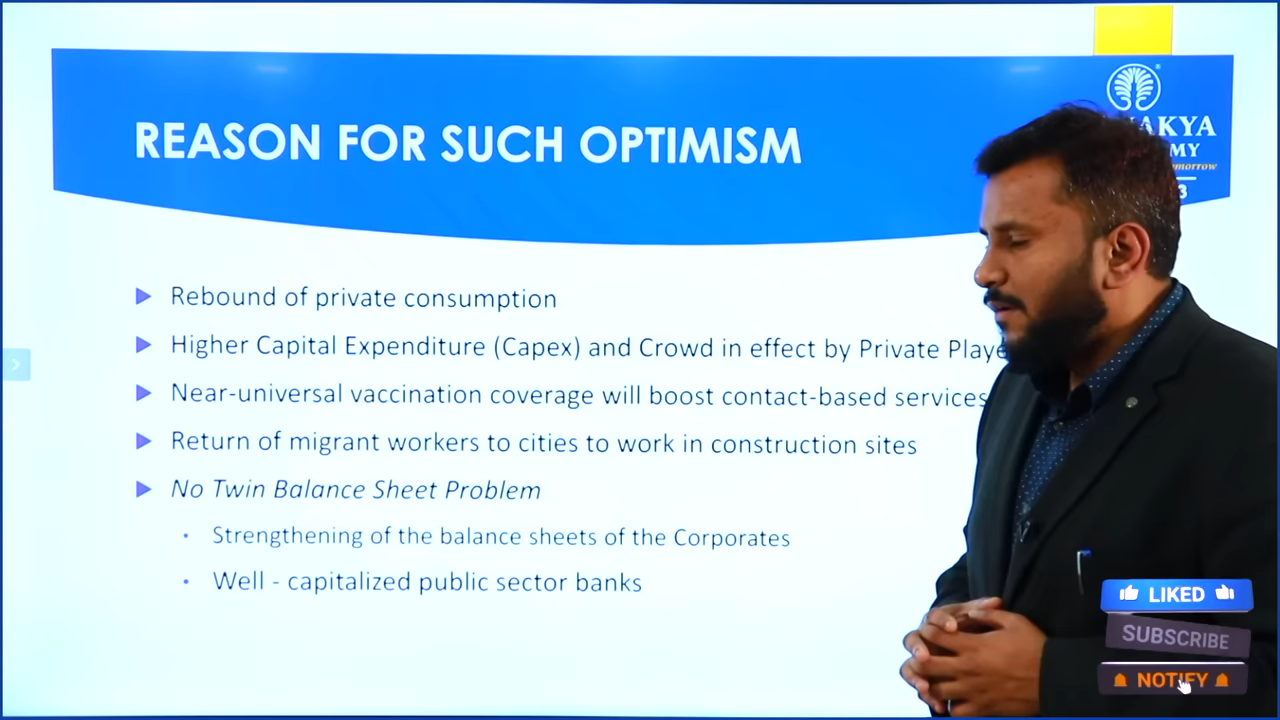 REASON FOR SUCH OPTIMISM
AKYA
MY
morrow
3
Rebound of private consumption
Higher Capital Expenditure (Capex) and Crowd in effect by Private Playe
Near-universal vaccination coverage will boost contact-based services
Return of migrant workers to cities to work in construction sites
No Twin Balance Sheet Problem
Strengthening of the balance sheets of the Corporates
Well - capitalized public sector banks
LIKED
SUBSCRIBE
NOTIFY